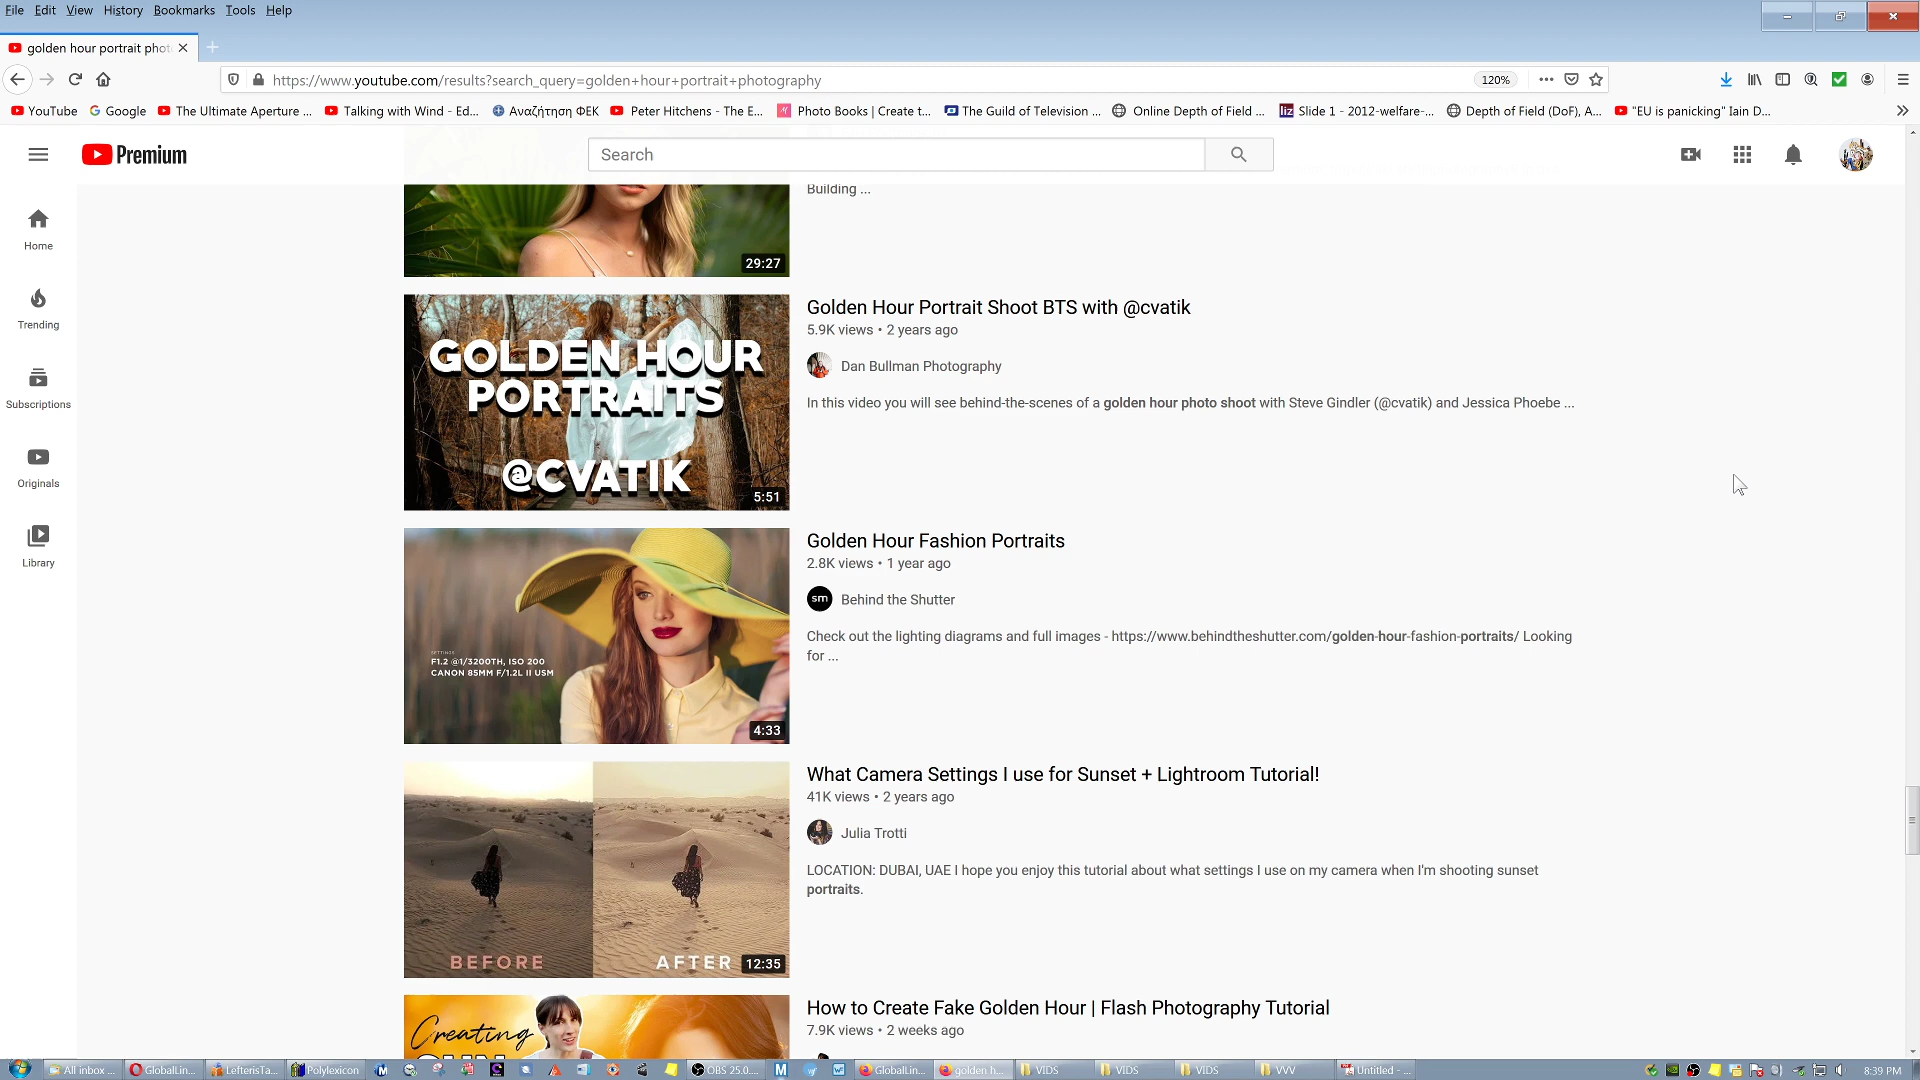 File Edit View History Bookmarks Tools Help
golden hour portrait phot
https://www.youtube.com/results?search_query=golden+hour+portrait+photography
120%
YouTube
Google
The Ultimate Aperture ...
Talking with Wind - Ed...
Αναζήτηση ΦΕΚ
Peter Hitchens - The E...
Photo Books | Create t...
The Guild of Television ...
Online Depth of Field ...
liz Slide 1 - 2012-welfare-...
Depth of Field (DoF), A...
"EU is panicking" Iain D...
Premium
Search
Building ...
Home
29:27
Trending
Subscriptions
Originals
Library
GOLDEN HOUR
PORTRAITS
@CVATIK
5:51
Golden Hour Portrait Shoot BTS with @cvatik
5.9K views • 2 years ago
Dan Bullman Photography
In this video you will see behind-the-scenes of a golden hour photo shoot with Steve Gindler (@cvatik) and Jessica Phoebe ...
SETTINGS
F1.2 @1/3200TH, ISO 200
CANON 85MM F/1.2L II USM
4:33
Golden Hour Fashion Portraits
2.8K views • 1 year ago
sm
Behind the Shutter
Check out the lighting diagrams and full images - https://www.behindtheshutter.com/golden-hour-fashion-portraits/ Looking
for ...
BEFORE
AFTER
12:35
What Camera Settings I use for Sunset + Lightroom Tutorial!
41K views • 2 years ago
Julia Trotti
LOCATION: DUBAI, UAE I hope you enjoy this tutorial about what settings I use on my camera when I'm shooting sunset
portraits.
Creating
How to Create Fake Golden Hour | Flash Photography Tutorial
7.9K views • 2 weeks ago
All inbox ...
GlobalLin...
LefterisTa...
Polylexicon
OBS 25.0....
GlobalLin...
golden h...
VIDS
VIDS
VIDS
VVV
Untitled - ...
8:39 PM